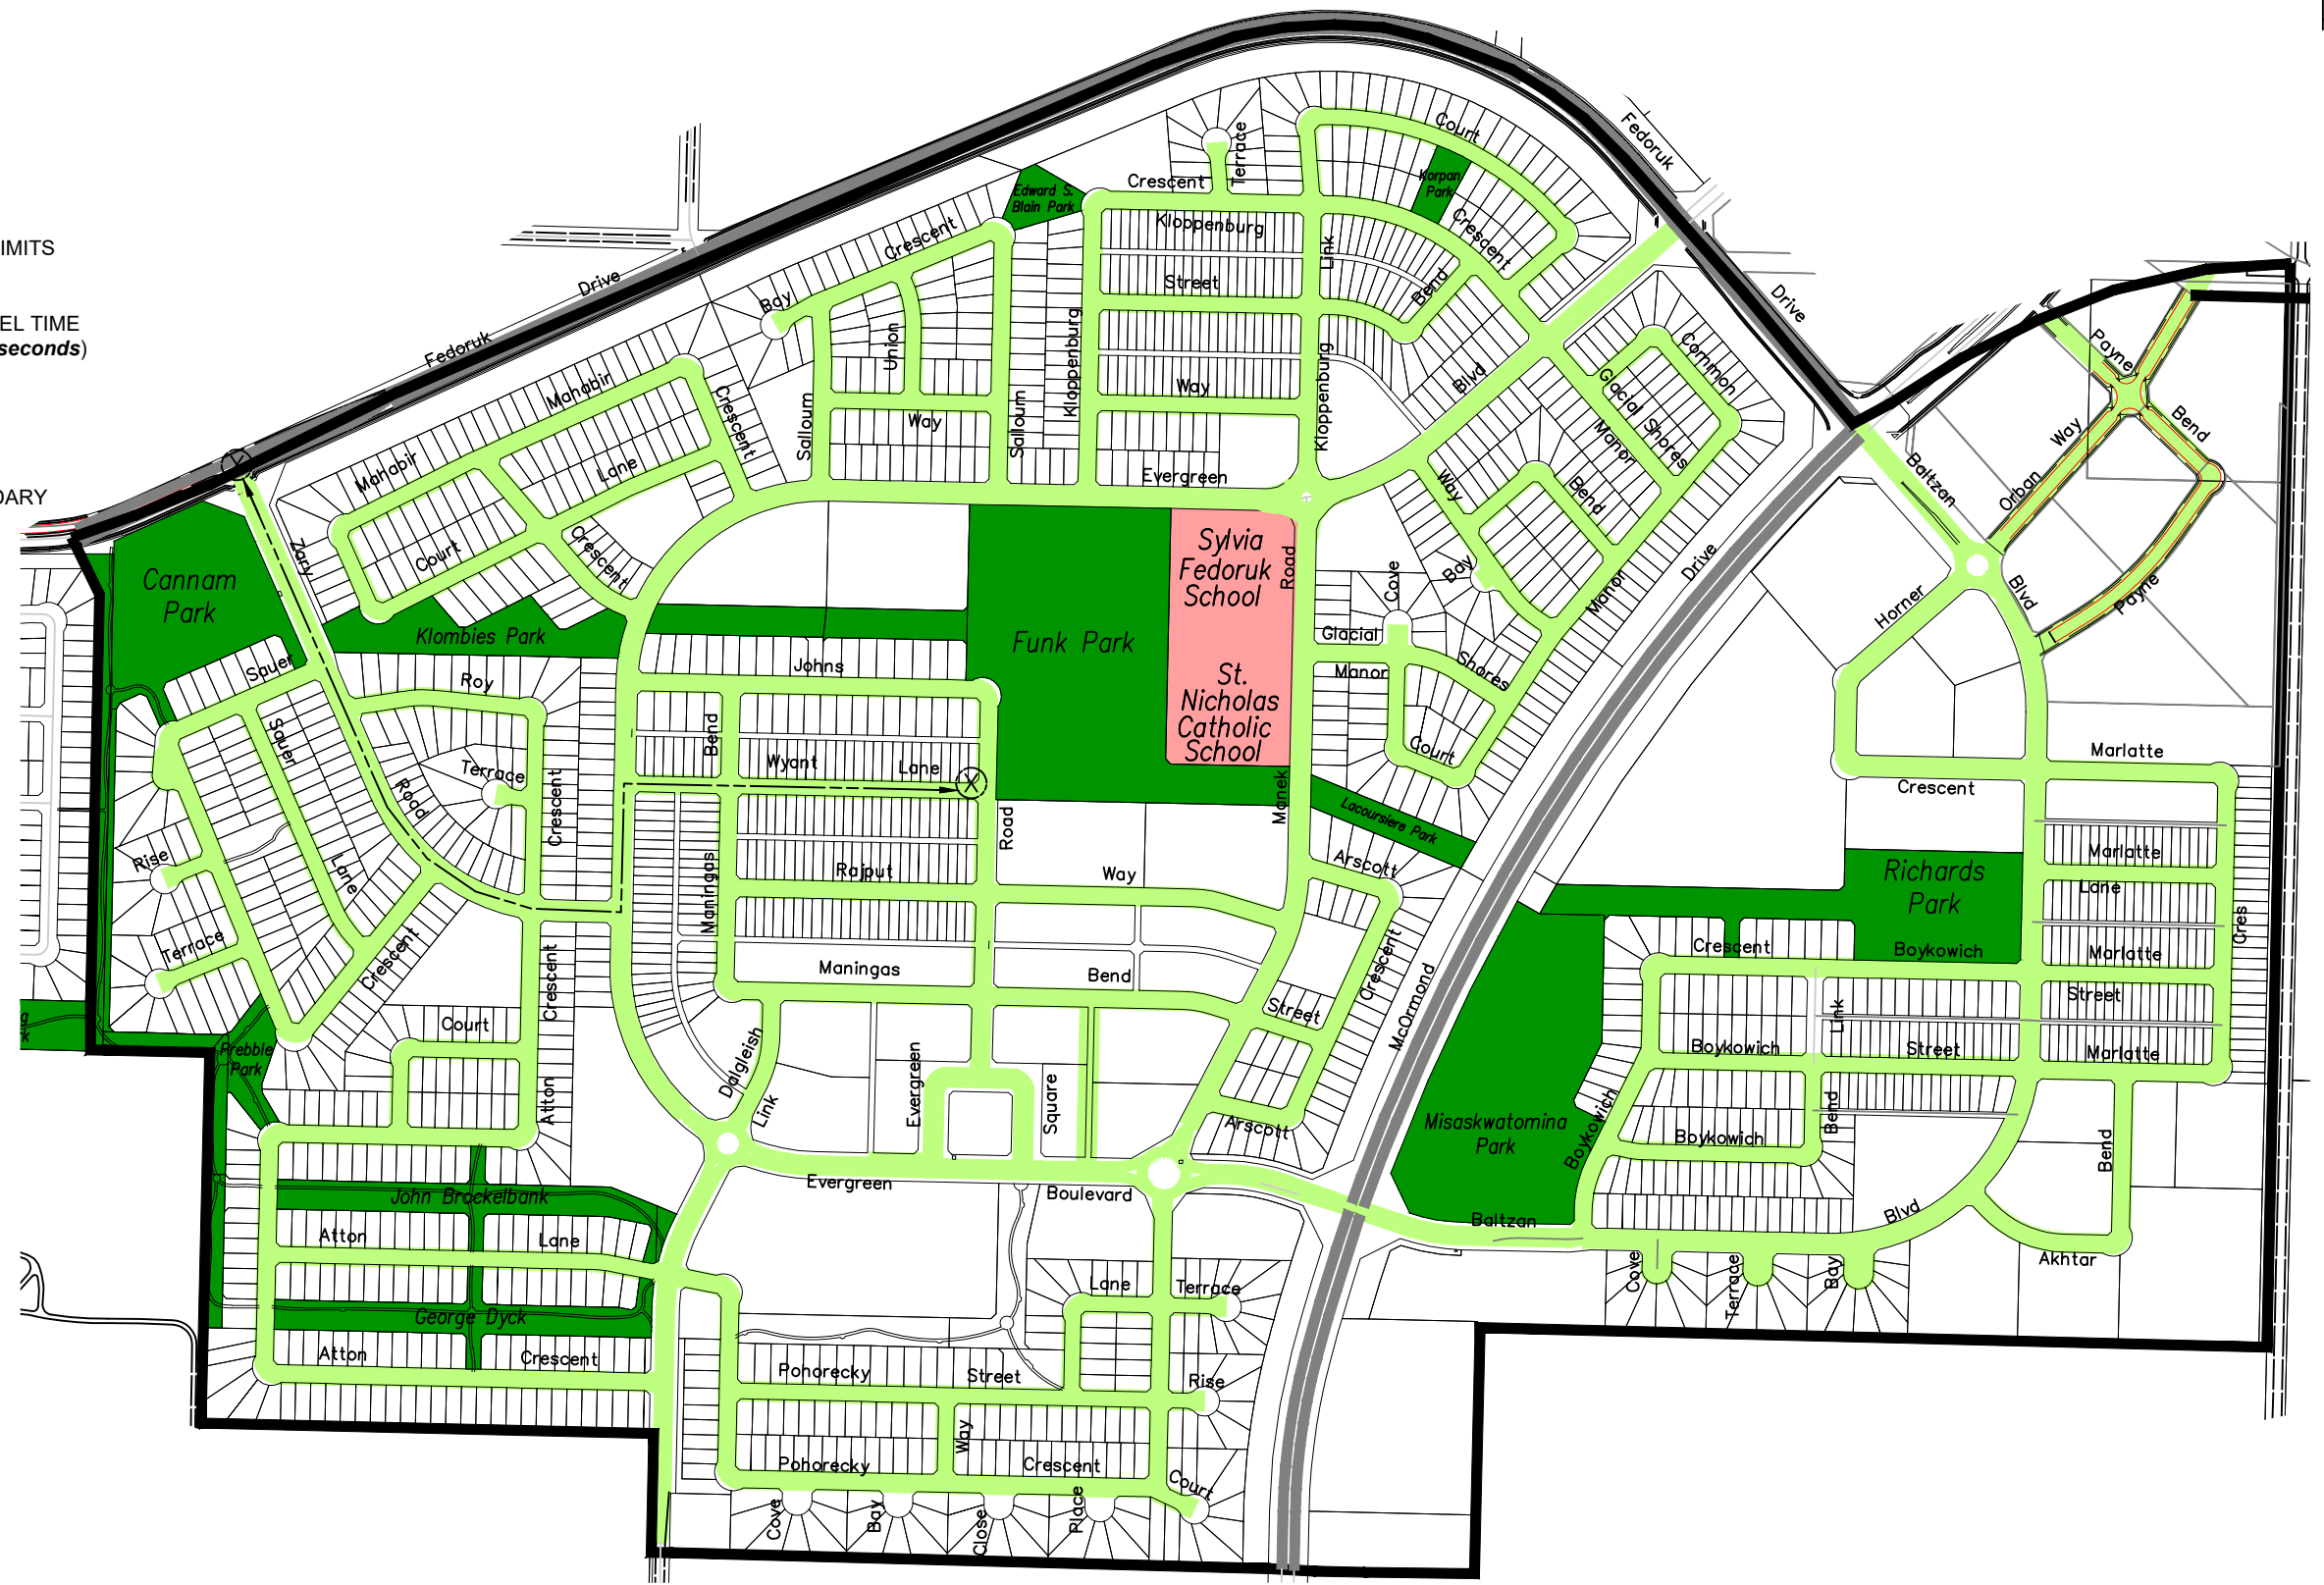 IMITS
EL TIME
seconds)
DARY
Fedoruk
Drive
Fedoruk
Drive
Court
Terrace
Crescent
Korpan
Park
Edward S.
Blain Park
Kloppenburg
Crescent
Link
Crescent
Street
Bend
Bay
Union
Kloppenburg
Way
Kloppenburg
Blvd
Common
Glacial Shores
Manor
Mahabir
Crescent
Salloum
Way
Salloum
Evergreen
Mahabir
Lane
Court
Crescent
Zary
Way
Bend
Bay
Manor
Drive
Payne
Bend
Way
Orban
Baltzan
Blvd
Payne
Horner
Cannam
Park
Klombies Park
Funk Park
Sylvia
Fedoruk
School
Road
St.
Nicholas
Catholic
School
Cove
Glacial
Manor
Shores
Court
Sauer
Sauer
Roy
Johns
Bend
Terrace
Wyant
Lane
X
Crescent
Road
Manek
Lacoursiere Park
Marlatte
Crescent
Rise
Lane
Maningas
Rajput
Road
Way
Arscott
Richards
Park
Marlatte
Lane
Cres
Terrace
Crescent
Crescent
Maningas
Bend
Crescent
Street
McOrmond
Crescent
Boykowich
Marlatte
Street
Link
Boykowich
Street
Marlatte
Court
Prebble
Park
Atton
Dalgleish
Link
Evergreen
Square
Arscott
Misaskwatomina
Park
Boykowich
Boykowich
Bend
Bend
Evergreen
Boulevard
Baltzan
Blvd
Akhtar
John Brockelbank
Atton
Lane
George Dyck
Atton
Crescent
Lane
Terrace
Cove
Terrace
Bay
Pohorecky
Street
Rise
Way
Pohorecky
Crescent
Court
Cove
Bay
Close
Place